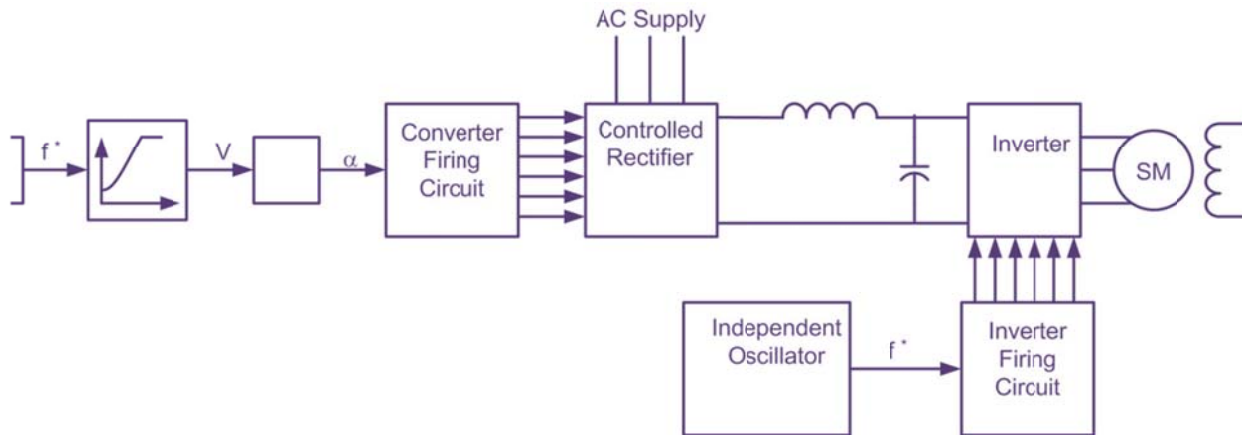 AC Supply
f*
V
α
Converter
Firing
Circuit
Controlled
Rectifier
Inverter
SM
Independent
Oscillator
f*
Inverter
Firing
Circuit